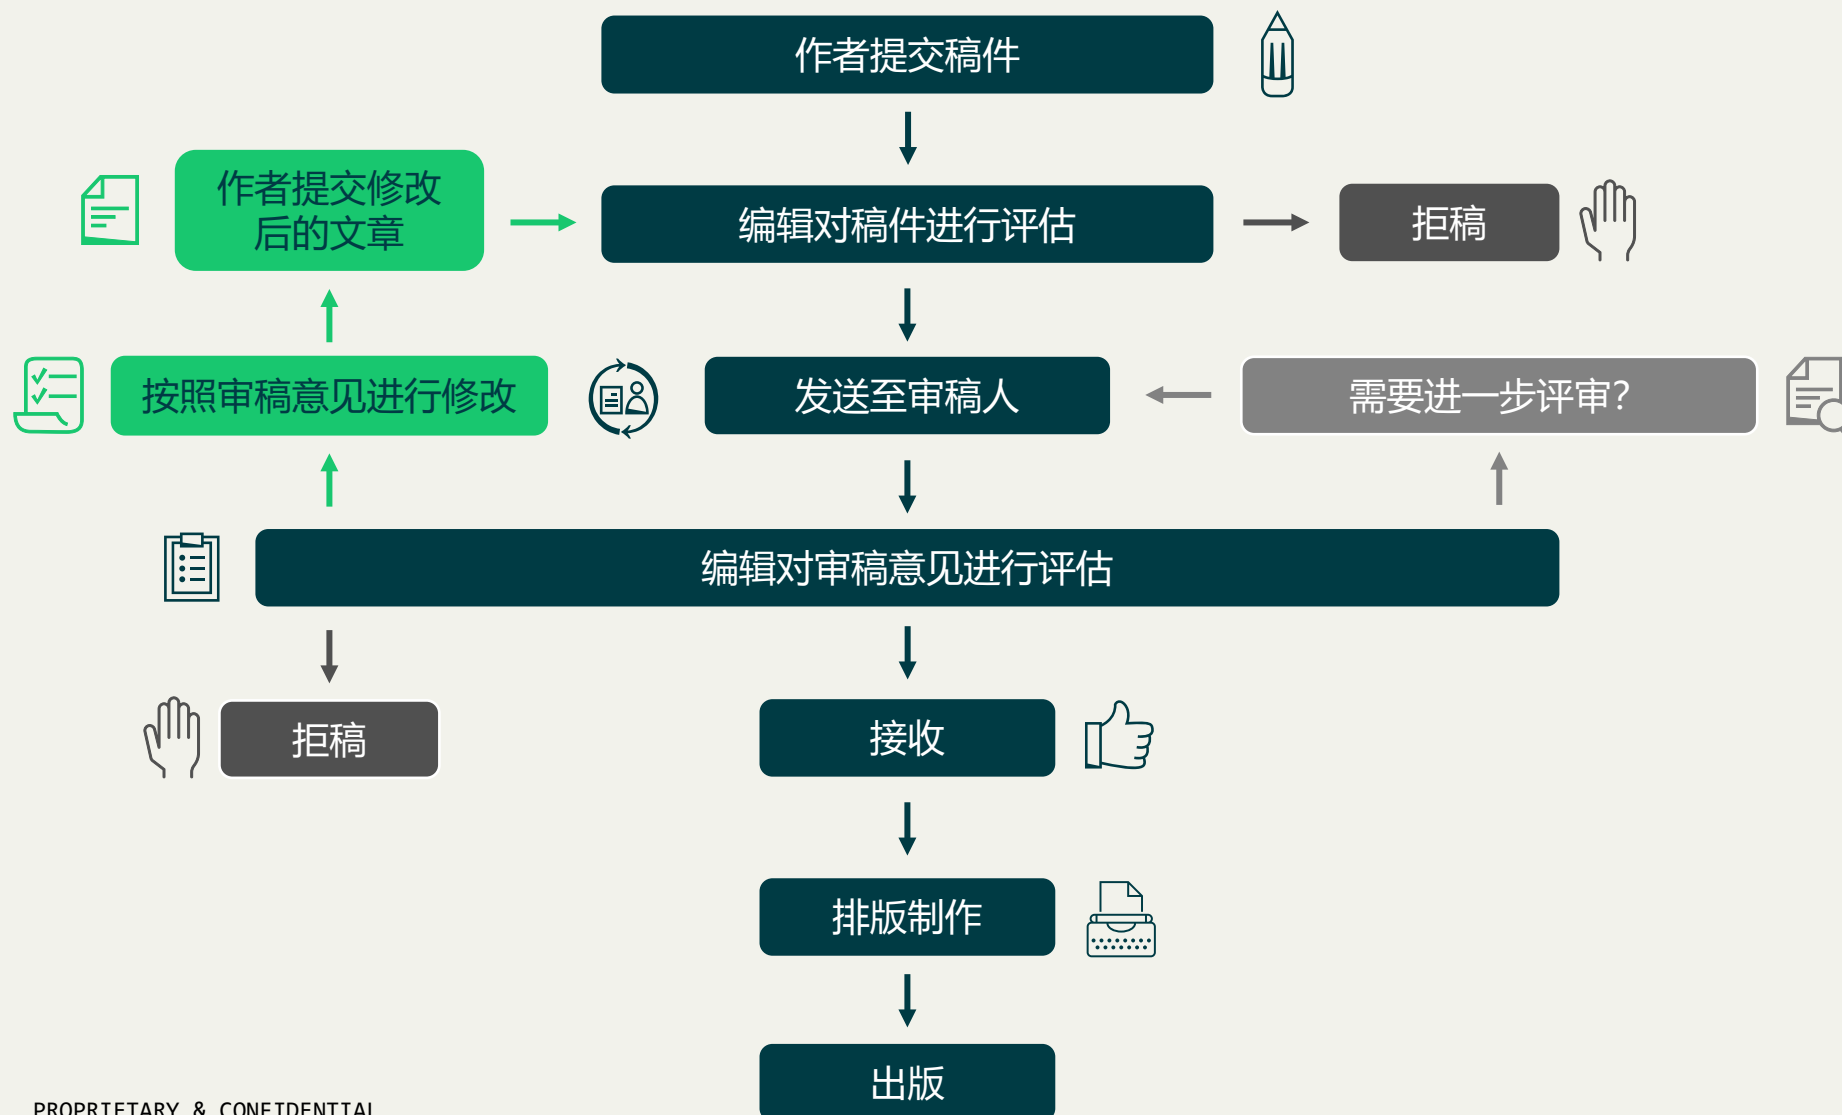 作者提交稿件
作者提交修改
后的文章
编辑对稿件进行评估
拒稿
按照审稿意见进行修改
发送至审稿人
需要进一步评审？
编辑对审稿意见进行评估
拒稿
接收
排版制作
出版
PROPRIETARY & CONFIDENTIAL